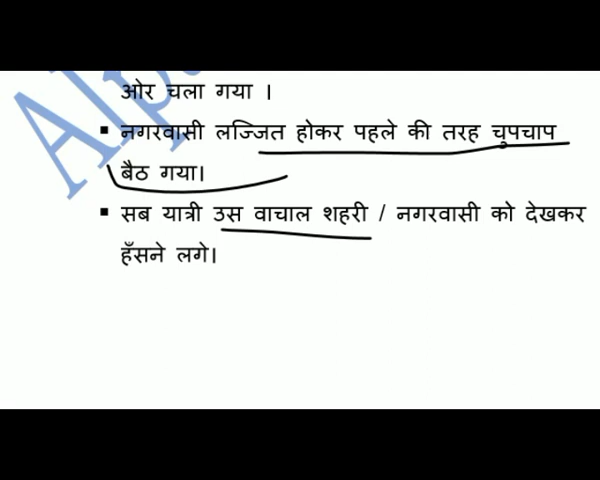 ओर चला गया ।
▪ नगरवासी लज्जित होकर पहले की तरह चुपचाप
बैठ गया।
▪ सब यात्री उस वाचाल शहरी / नगरवासी को देखकर
हँसने लगे।